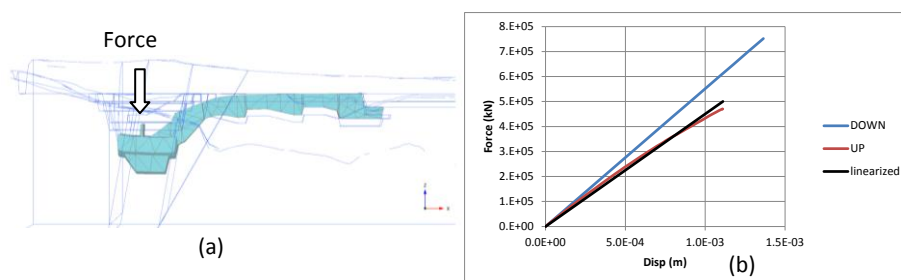 Force
(a)
8.E+05
7.E+05
6.E+05
5.E+05
4.E+05
3.E+05
2.E+05
1.E+05
0.E+00
Force (kN)
0.0E+00 5.0E-04 1.0E-03 1.5E-03
Disp (m)
(b)
DOWN
UP
linearized